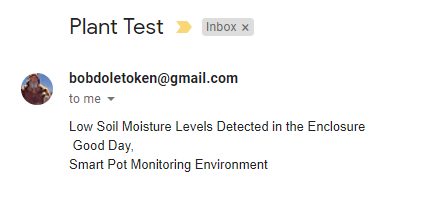 Plant Test Inbox ×
bobdoletoken@gmail.com
to me
Low Soil Moisture Levels Detected in the Enclosure
Good Day,
Smart Pot Monitoring Environment